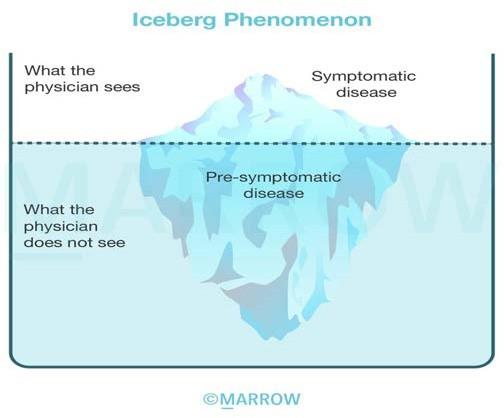 Iceberg Phenomenon
What the
physician sees
Symptomatic
disease
Pre-symptomatic
disease
What the
physician
does not see
MARROW
©MARROW